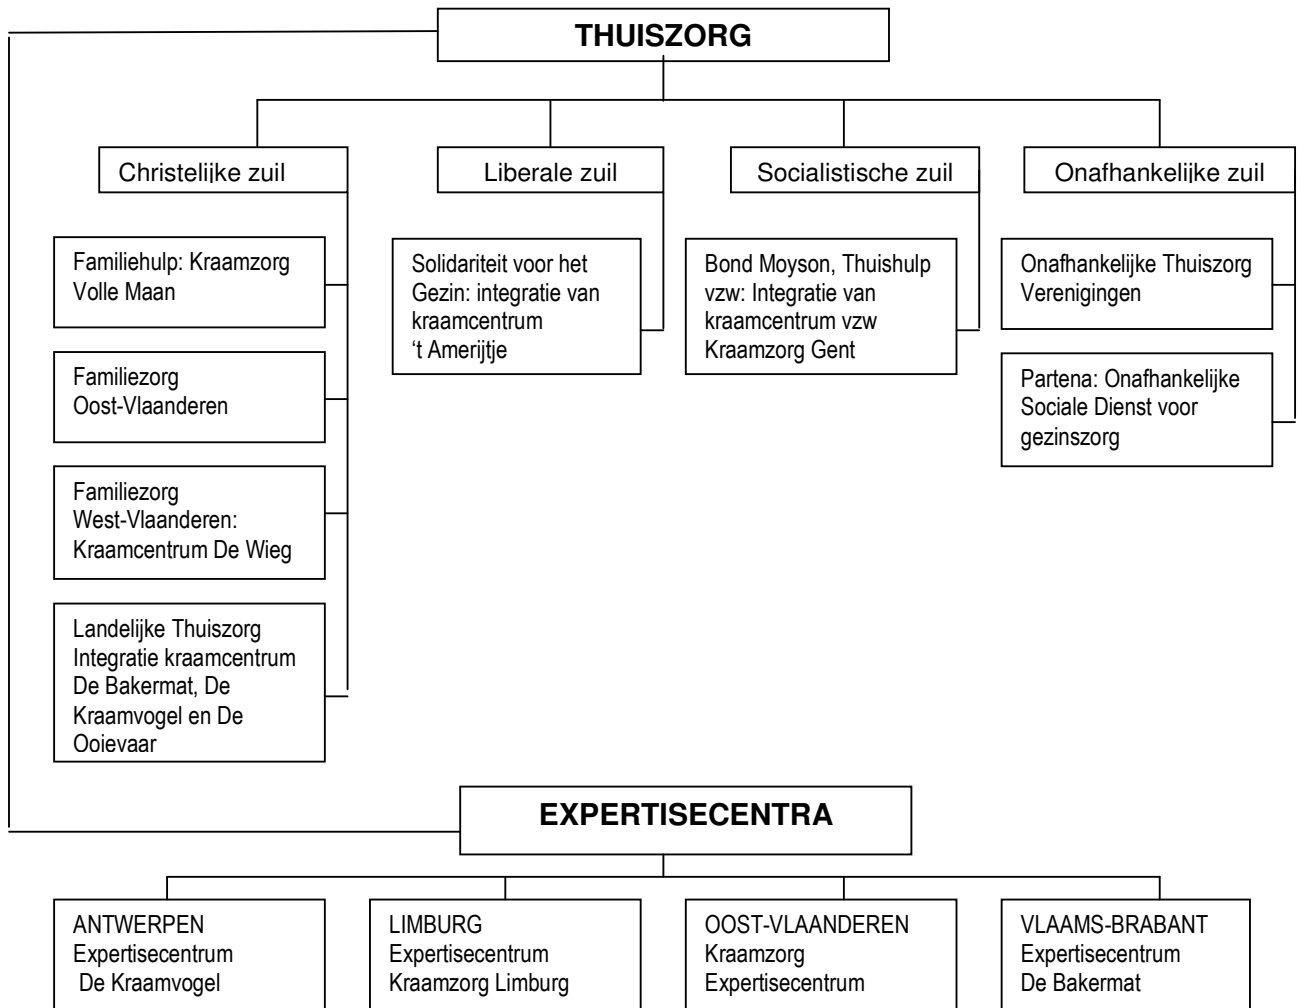 THUISZORG
Christelijke zuil
Liberale zuil
Socialistische zuil
Onafhankelijke zuil
Familiehulp: Kraamzorg
Volle Maan
Familiezorg
Oost-Vlaanderen
Familiezorg
West-Vlaanderen:
Kraamcentrum De Wieg
Landelijke Thuiszorg
Integratie kraamcentrum
De Bakermat, De
Kraamvogel en De
Ooievaar
Solidariteit voor het
Gezin: integratie van
kraamcentrum
‘t Amerijtje
Bond Moyson, Thuishulp
vzw: Integratie van
kraamcentrum vzw
Kraamzorg Gent
Onafhankelijke Thuiszorg
Verenigingen
Partena: Onafhankelijke
Sociale Dienst voor
gezinszorg
EXPERTISECENTRA
ANTWERPEN
Expertisecentrum
De Kraamvogel
LIMBURG
Expertisecentrum
Kraamzorg Limburg
OOST-VLAANDEREN
Kraamzorg
Expertisecentrum
VLAAMS-BRABANT
Expertisecentrum
De Bakermat